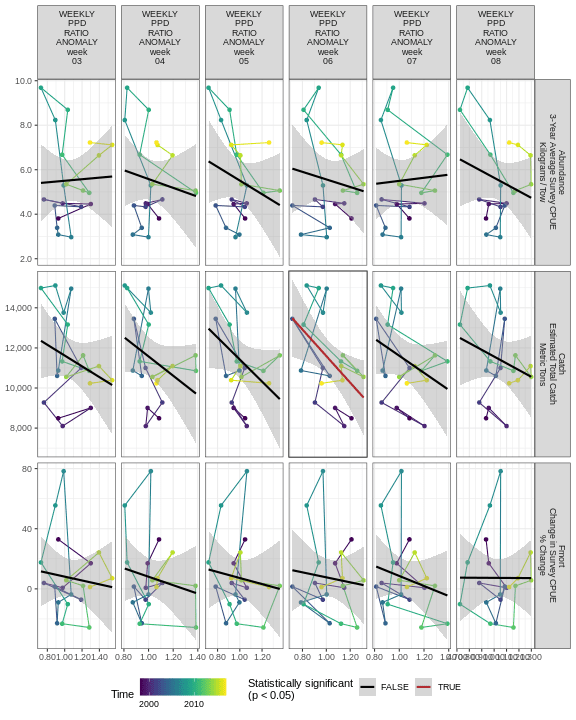 WEEKLY PPD RATIO ANOMALY week 03
WEEKLY PPD RATIO ANOMALY week 04
WEEKLY PPD RATIO ANOMALY week 05
WEEKLY PPD RATIO ANOMALY week 06
WEEKLY PPD RATIO ANOMALY week 07
WEEKLY PPD RATIO ANOMALY week 08
10.0
8.0
6.0
4.0
2.0
Abundance
3-Year Average Survey CPUE
Kilograms / Tow
14,000
12,000
10,000
8,000
Catch
Estimated Total Catch
Metric Tons
80
40
0
Fmort
Change in Survey CPUE
% Change
0.80 1.00 1.20 1.40
0.80 1.00 1.20 1.40
0.80 1.00 1.20
0.80 1.00 1.20
0.80 1.00 1.20
Time
2000 2010
Statistically significant
(p < 0.05)
FALSE
TRUE